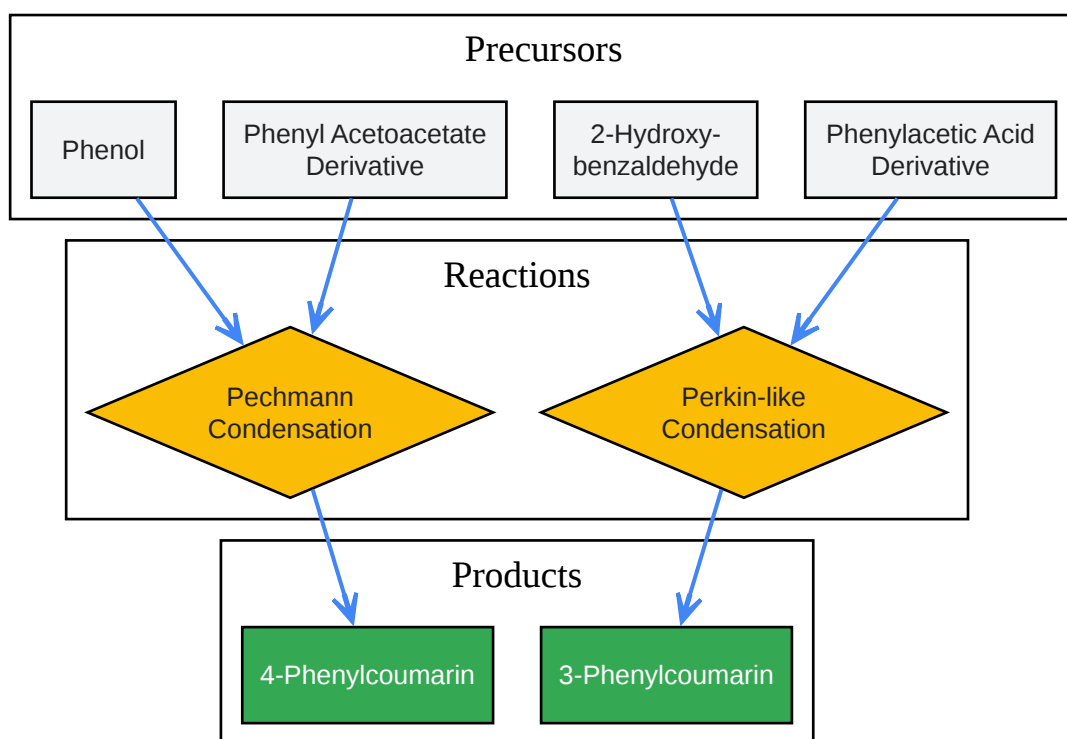 Precursors
Phenol
Phenyl Acetoacetate
Derivative
2-Hydroxy-
benzaldehyde
Phenylacetic Acid
Derivative
Reactions
Pechmann
Condensation
Perkin-like
Condensation
Products
4-Phenylcoumarin
3-Phenylcoumarin